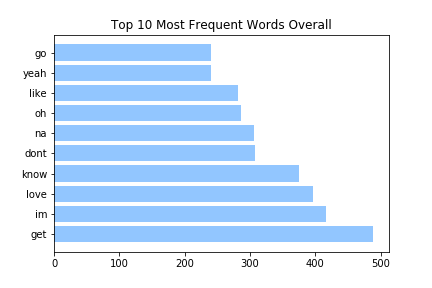 Top 10 Most Frequent Words Overall
go
yeah
like
oh
na
dont
know
love
im
get
0 100 200 300 400 500